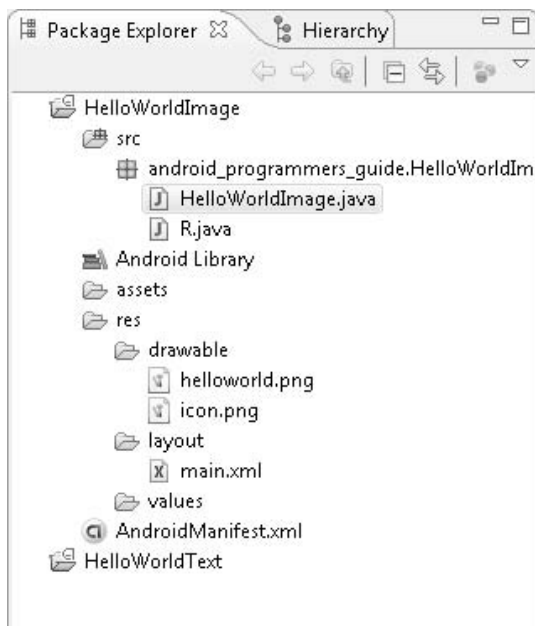 Package Explorer Hierarchy
HelloWorldImage
src
android_programmers_guide.HelloWorldIm
HelloWorldImage.java
R.java
Android Library
assets
res
drawable
helloworld.png
icon.png
layout
main.xml
values
AndroidManifest.xml
HelloWorldText